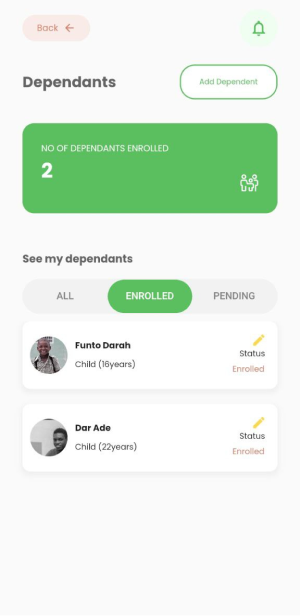 Back
Dependants
Add Dependent
NO OF DEPENDANTS ENROLLED
2
See my dependants
ALL
ENROLLED
PENDING
Funto Darah
Child (16years)
Status
Enrolled
Dar Ade
Child (22years)
Status
Enrolled